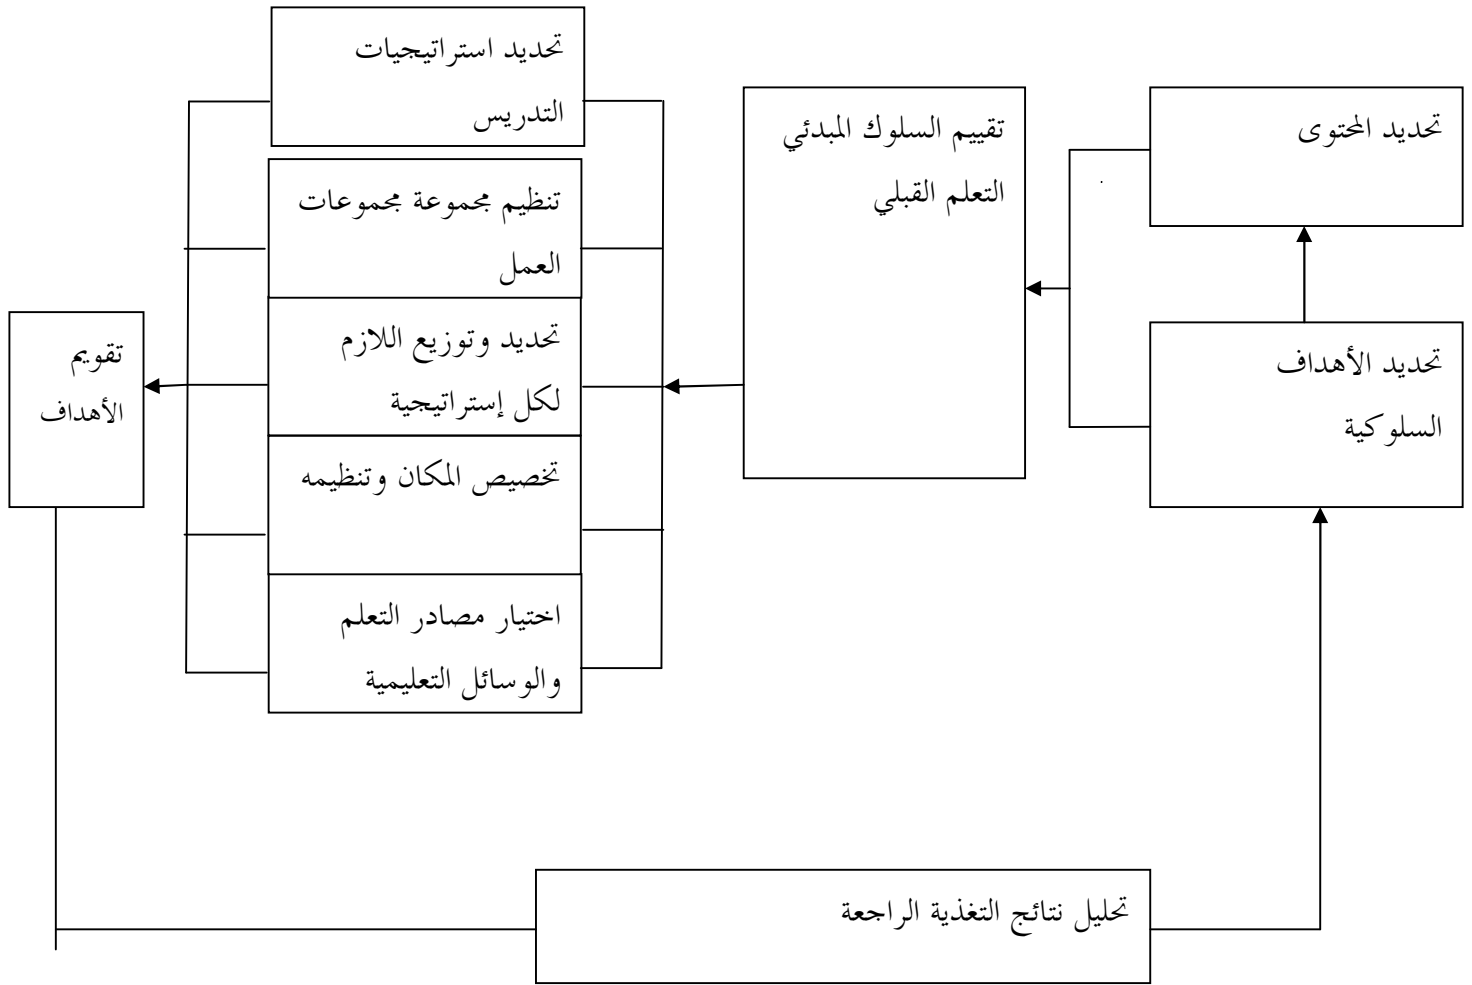 تحديد المحتوى
تحديد الأهداف
السلوكية
تقييم السلوك المبدئي
التعلم القبلي
تحديد استراتيجيات
التدريس
تنظيم مجموعة مجموعات
العمل
تحديد وتوزيع اللازم
لكل إستراتيجية
تخصيص المكان وتنظيمه
اختيار مصادر التعلم
والوسائل التعليمية
تقويم
الأهداف
تحليل نتائج التغذية الراجعة